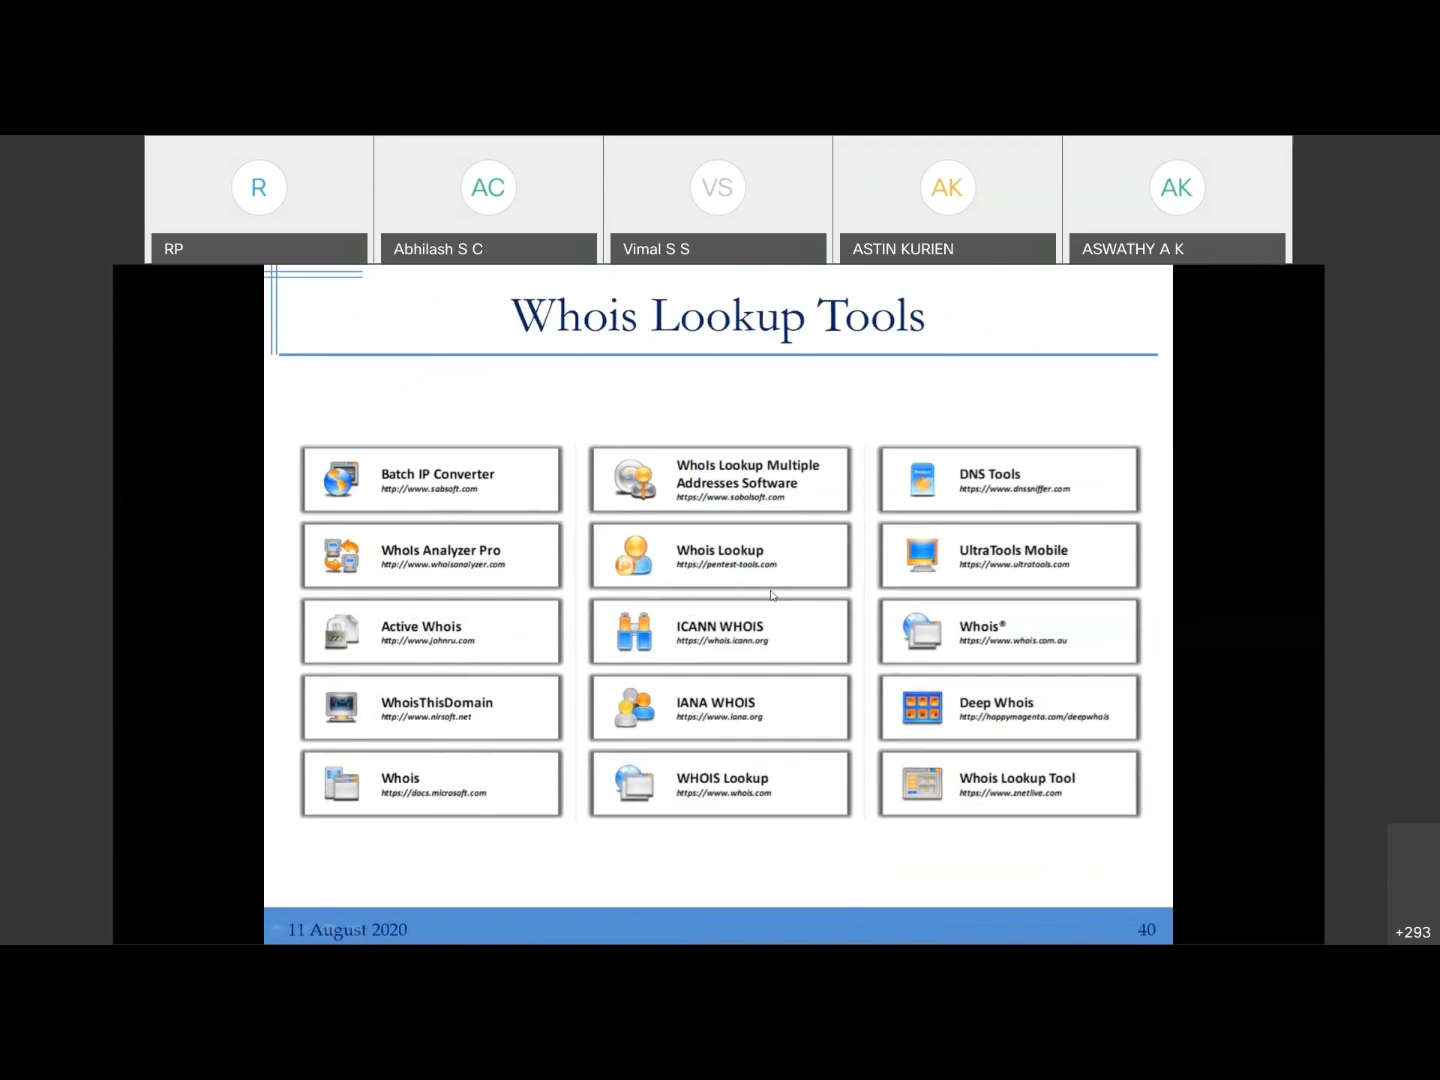 R
AC
VS
AK
AK
RP
Abhilash S C
Vimal S S
ASTIN KURIEN
ASWATHY A K
Whois Lookup Tools
Batch IP Converter
http://www.sabsoft.com
WhoIs Lookup Multiple
Addresses Software
https://www.sobolsoft.com
DNS Tools
https://www.dnssniffer.com
WhoIs Analyzer Pro
http://www.whoisanalyzer.com
Whois Lookup
https://pentest-tools.com
UltraTools Mobile
https://www.ultratools.com
Active Whois
http://www.johnru.com
ICANN WHOIS
https://whois.icann.org
Whois®
https://www.whois.com.au
WhoisThisDomain
http://www.nirsoft.net
IANA WHOIS
https://www.iana.org
Deep Whois
http://happymagenta.com/deepwhois
Whois
https://docs.microsoft.com
WHOIS Lookup
https://www.whois.com
Whois Lookup Tool
https://www.znetlive.com
11 August 2020
40
+293